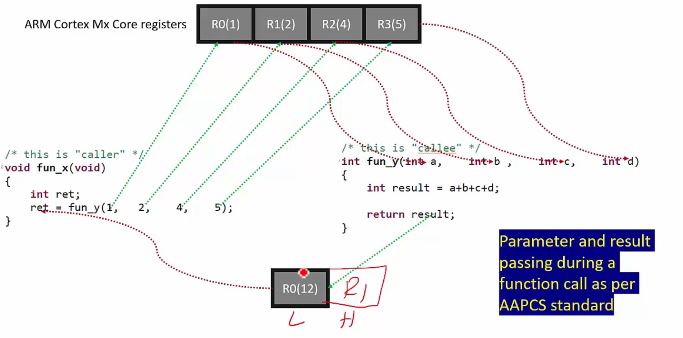 ARM Cortex Mx Core registers
R0(1) R1(2) R2(4) R3(5)
/* this is "caller" */
void fun_x(void)
{
int ret;
ret = fun_y(1, 2, 4, 5);
}
/* this is "callee" */
int fun_y(int a, int b , int c, int d)
{
int result = a+b+c+d;
return result;
}
R0(12) R1
L H
Parameter and result
passing during a
function call as per
AAPCS standard